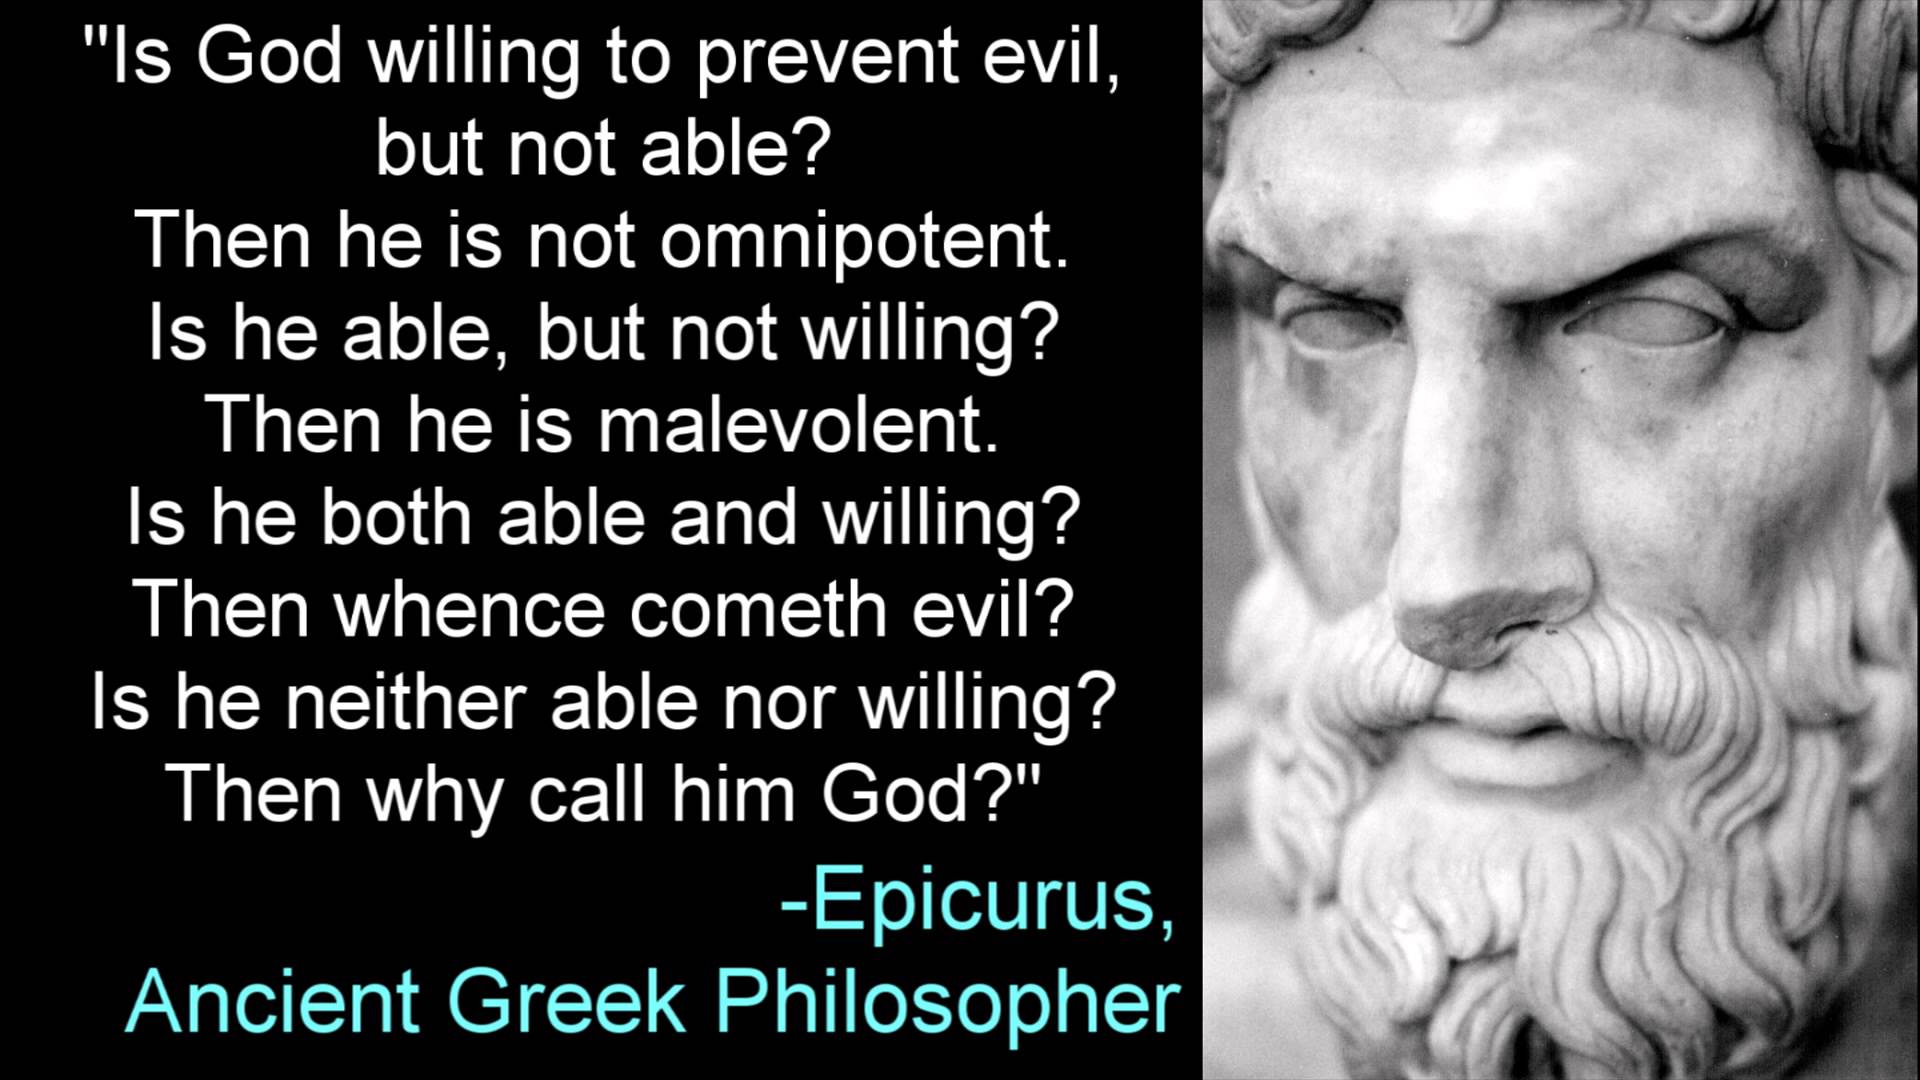 "Is God willing to prevent evil,
but not able?
Then he is not omnipotent.
Is he able, but not willing?
Then he is malevolent.
Is he both able and willing?
Then whence cometh evil?
Is he neither able nor willing?
Then why call him God?"
-Epicurus,
Ancient Greek Philosopher